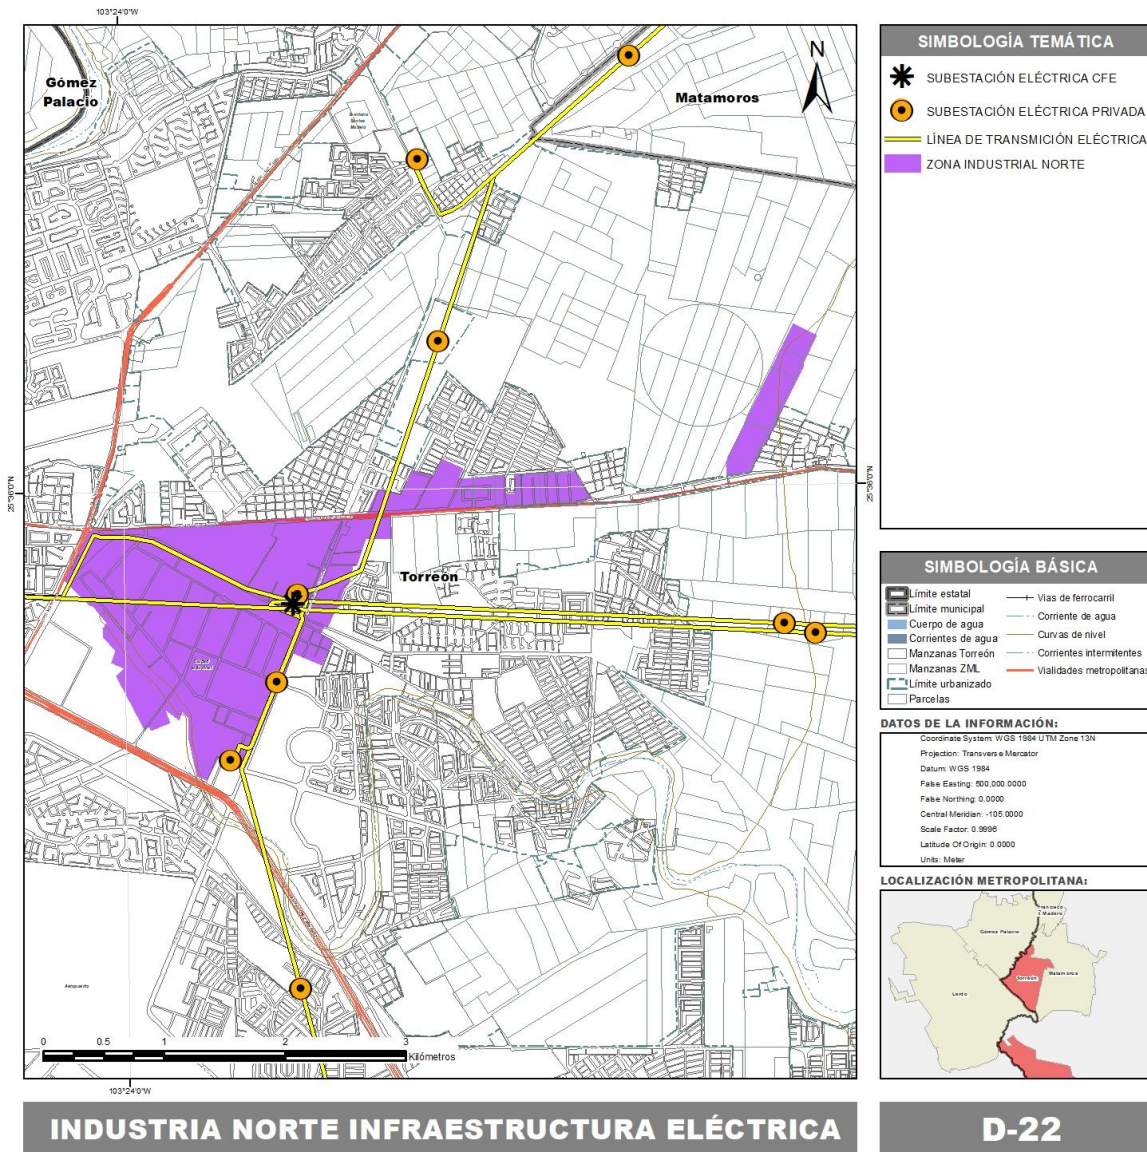 103°24'0"W
Gómez
Palacio
Matamoros
N
Torreón
25°36'0"N
25°36'0"N
Aeropuerto
0 0.5 1 2 3
Kilómetros
103°24'0"W
SIMBOLOGÍA TEMÁTICA
SUBESTACIÓN ELÉCTRICA CFE
SUBESTACIÓN ELÉCTRICA PRIVADA
LÍNEA DE TRANSMICIÓN ELÉCTRICA
ZONA INDUSTRIAL NORTE
SIMBOLOGÍA BÁSICA
Límite estatal
Límite municipal
Cuerpo de agua
Corrientes de agua
Manzanas Torreón
Manzanas ZML
Límite urbanizado
Parcelas
Vias de ferrocarril
Corriente de agua
Curvas de nivel
Corrientes intermitentes
Vialidades metropolitanas
DATOS DE LA INFORMACIÓN:
Coordinate System: WGS 1984 UTM Zone 13N
Projection: Transverse Mercator
Datum: WGS 1984
False Easting: 500,000.0000
False Northing: 0.0000
Central Meridian: -105.0000
Scale Factor: 0.9996
Latitude Of Origin: 0.0000
Units: Meter
LOCALIZACIÓN METROPOLITANA:
Francisco
I. Madero
Gómez Palacio
Torreón
Matamoros
Lerdo
INDUSTRIA NORTE INFRAESTRUCTURA ELÉCTRICA
D-22